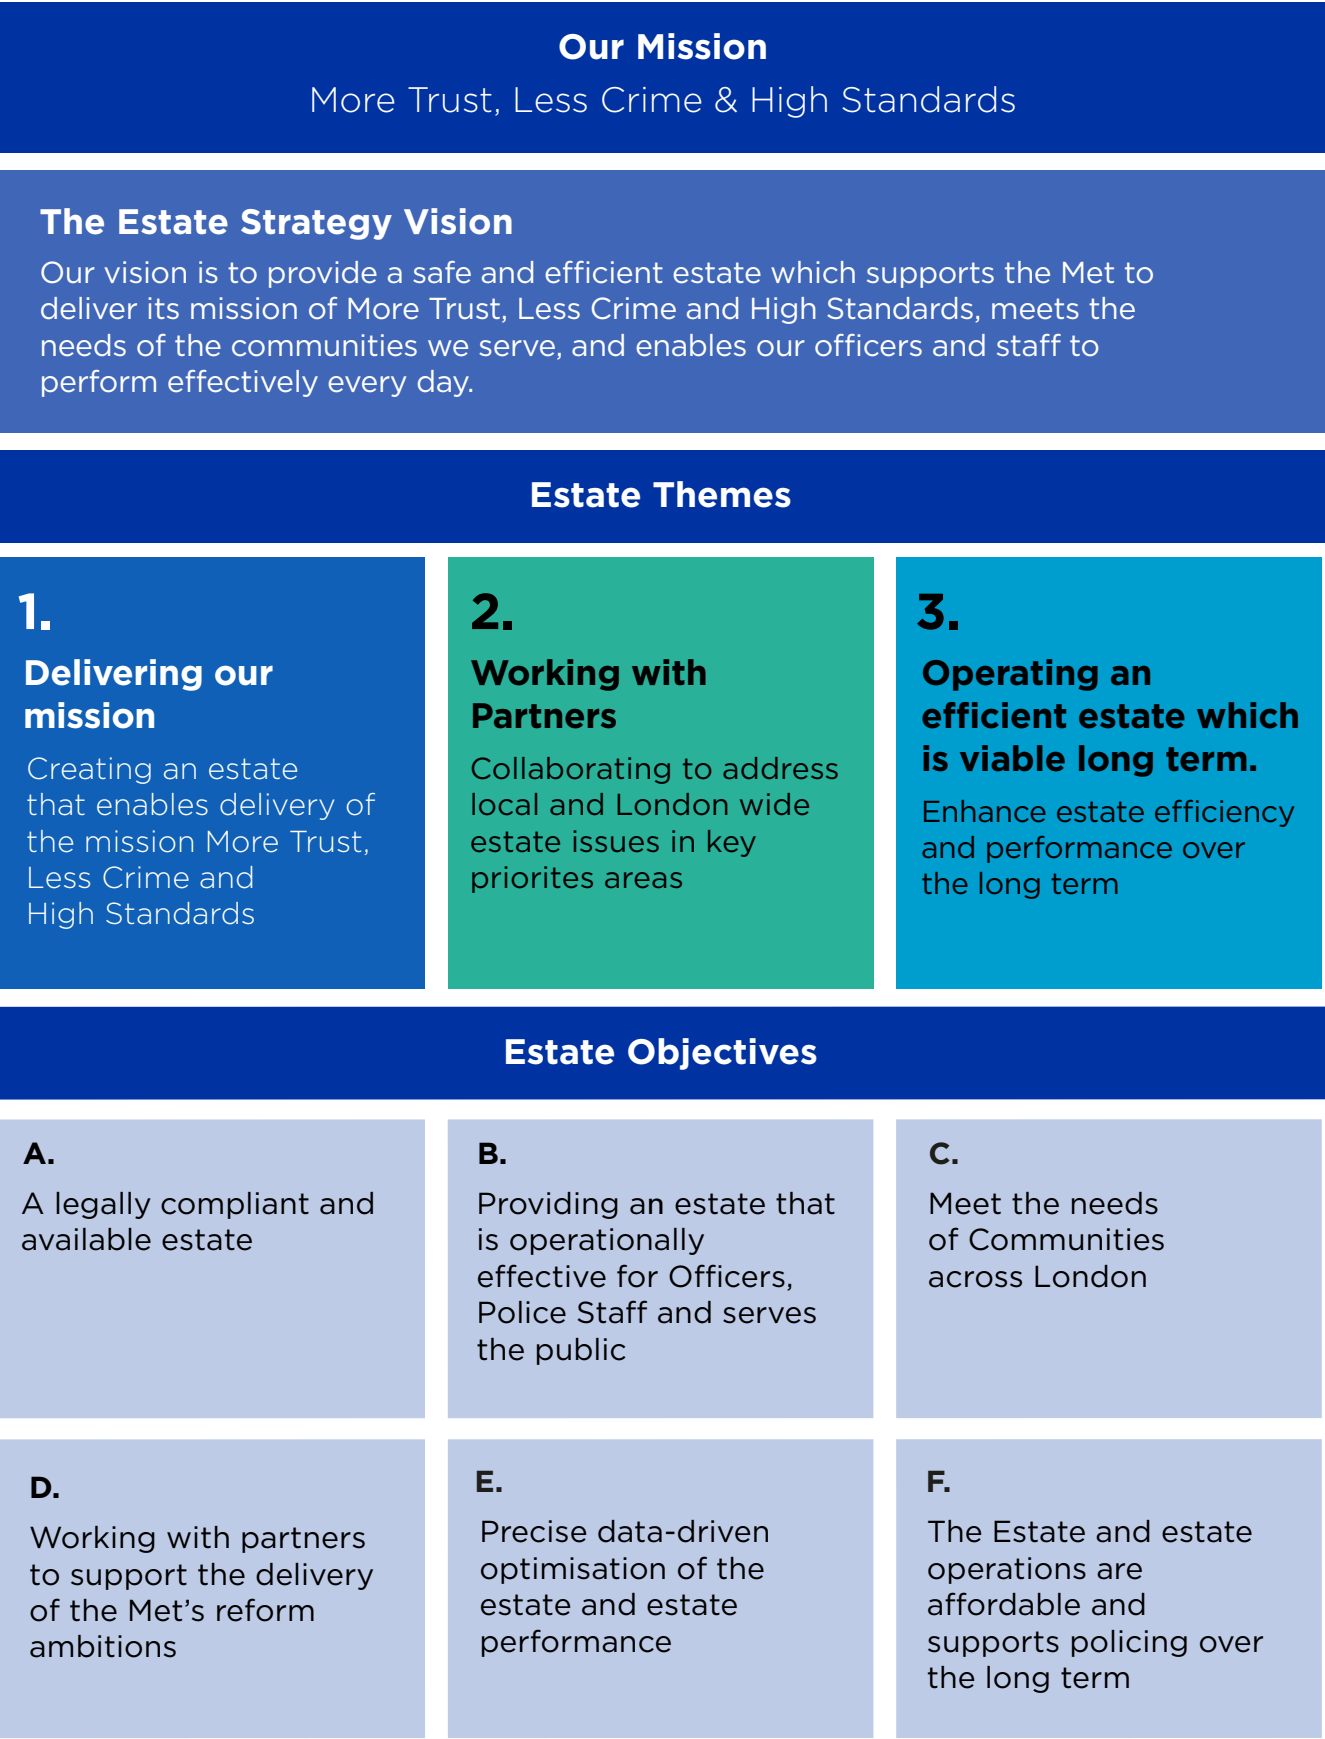 Our Mission
More Trust, Less Crime & High Standards
The Estate Strategy Vision
Our vision is to provide a safe and efficient estate which supports the Met to
deliver its mission of More Trust, Less Crime and High Standards, meets the
needs of the communities we serve, and enables our officers and staff to
perform effectively every day.
Estate Themes
1.
Delivering our
mission
Creating an estate
that enables delivery of
the mission More Trust,
Less Crime and
High Standards
2.
Working with
Partners
Collaborating to address
local and London wide
estate issues in key
priorites areas
3.
Operating an
efficient estate which
is viable long term.
Enhance estate efficiency
and performance over
the long term
Estate Objectives
A.
A legally compliant and
available estate
B.
Providing an estate that
is operationally
effective for Officers,
Police Staff and serves
the public
C.
Meet the needs
of Communities
across London
D.
Working with partners
to support the delivery
of the Met’s reform
ambitions
E.
Precise data-driven
optimisation of the
estate and estate
performance
F.
The Estate and estate
operations are
affordable and
supports policing over
the long term